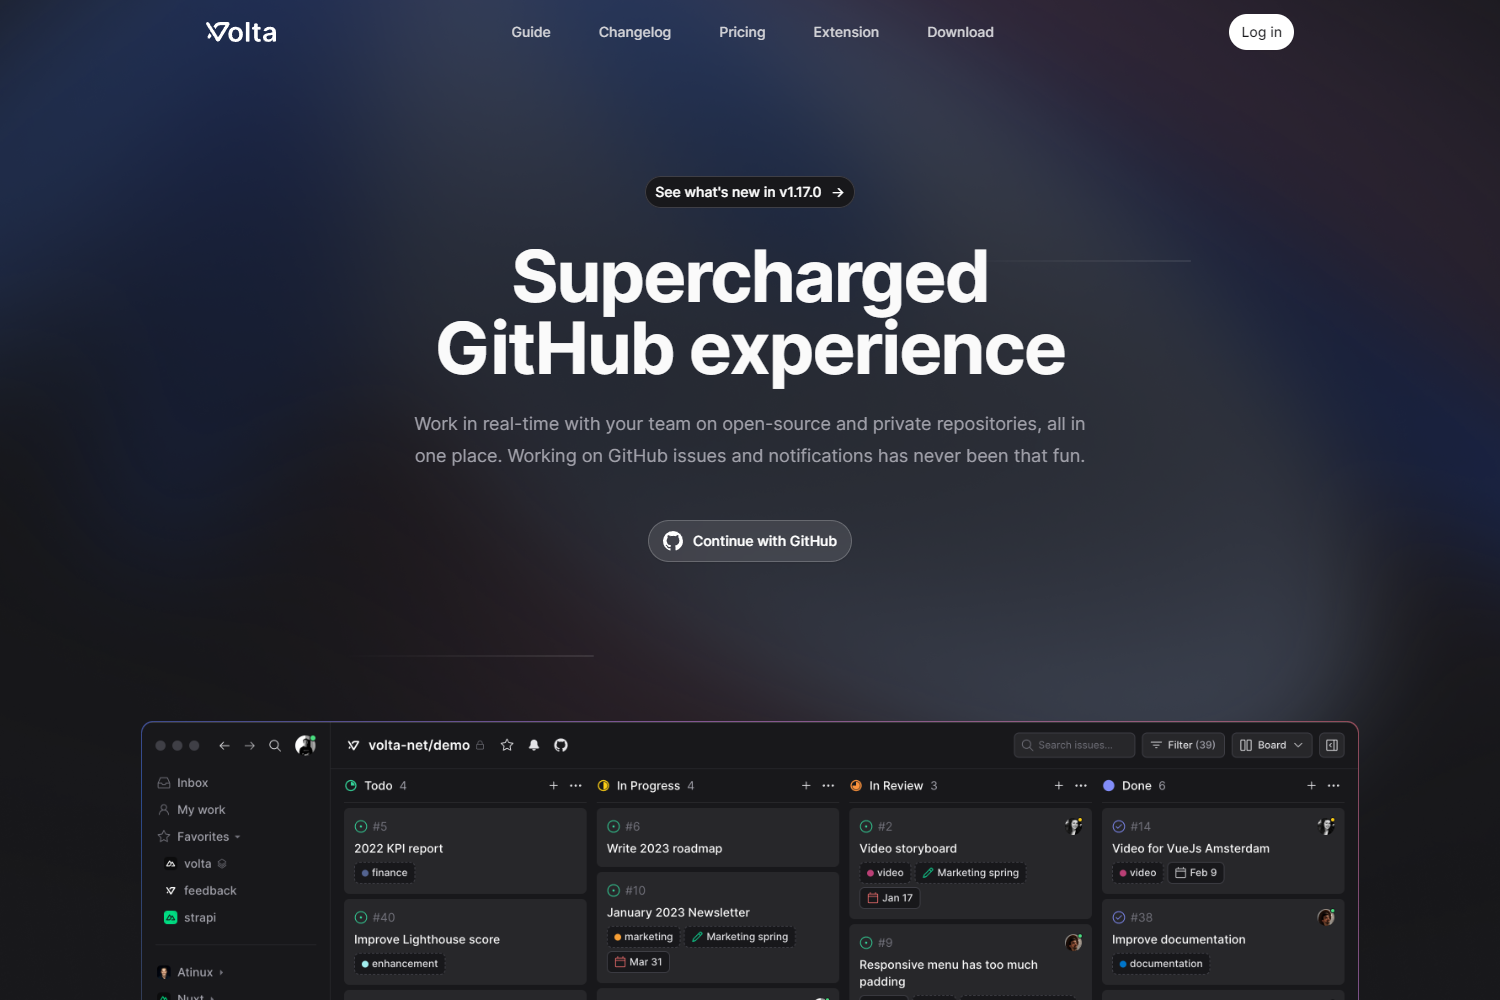 Volta
Guide
Changelog
Pricing
Extension
Download
Log in
See what's new in v1.17.0 →
Supercharged
GitHub experience
Work in real-time with your team on open-source and private repositories, all in
one place. Working on GitHub issues and notifications has never been that fun.
Continue with GitHub
volta-net/demo
Search issues...
Filter (39)
Board
Inbox
My work
Favorites
volta
feedback
strapi
Atinux
Nuxt
Todo 4
#5
2022 KPI report
finance
#40
Improve Lighthouse score
enhancement
In Progress 4
#6
Write 2023 roadmap
#10
January 2023 Newsletter
marketing
Marketing spring
Mar 31
In Review 3
#2
Video storyboard
video
Marketing spring
Jan 17
#9
Responsive menu has too much
padding
Done 6
#14
Video for VueJs Amsterdam
video
Feb 9
#38
Improve documentation
documentation